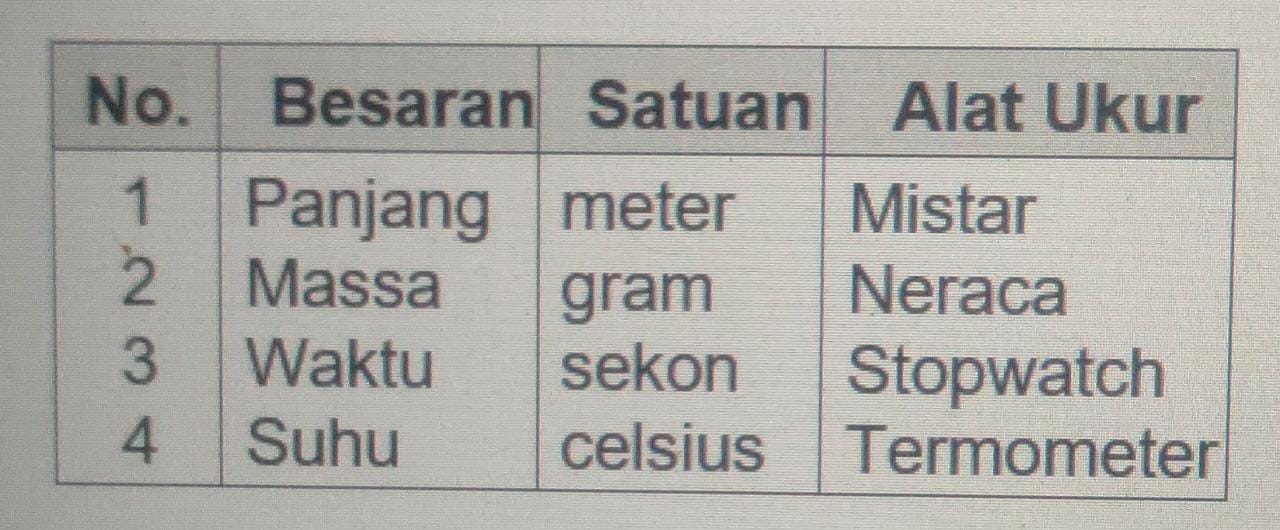 No. Besaran Satuan Alat Ukur
1 Panjang meter Mistar
2 Massa gram Neraca
3 Waktu sekon Stopwatch
4 Suhu celsius Termometer